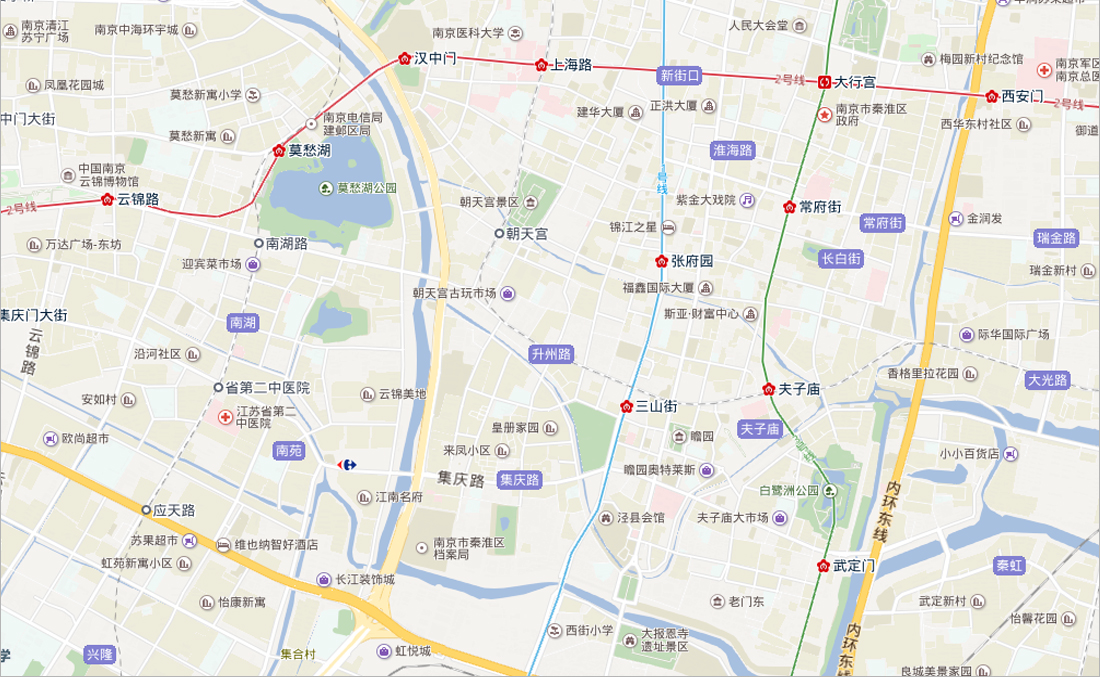 南京清江
苏宁广场
南京中海环宇城
南京医科大学
人民大会堂
汉中门
上海路
新街口
2号线
大行宫
梅园新村纪念馆
南京军区
南京总医
西安门
2号线
凤凰花园城
莫愁新寓小学
建华大厦
正洪大厦
南京市秦淮区
政府
西华东村社区
中门大街
南京电信局
建邺区局
莫愁新寓
莫愁湖
淮海路
御道
中国南京
云锦博物馆
莫愁湖公园
1号线
2号线
云锦路
朝天宫景区
紫金大戏院
常府街
常府街
金润发
锦江之星
朝天宫
南湖路
万达广场-东坊
瑞金路
迎宾菜市场
张府园
长白街
瑞金新村
朝天宫古玩市场
福鑫国际大厦
斯亚·财富中心
集庆门大街
南湖
际华国际广场
云锦路
沿河社区
升州路
香格里拉花园
大光路
省第二中医院
云锦美地
夫子庙
安如村
江苏省第二
中医院
三山街
夫子庙
皇册家园
瞻园
欧尚超市
南苑
来凤小区
3号线
小小百货店
集庆路
集庆路
瞻园奥特莱斯
白鹭洲公园
江南名府
内环东线
应天路
泾县会馆
夫子庙大市场
苏果超市
维也纳智好酒店
南京市秦淮区
档案局
虹苑新寓小区
武定门
秦虹
长江装饰城
怡康新寓
老门东
武定新村
怡馨花园
西街小学
大报恩寺
遗址景区
内环东线
兴隆
集合村
虹悦城
学
良城美景家园